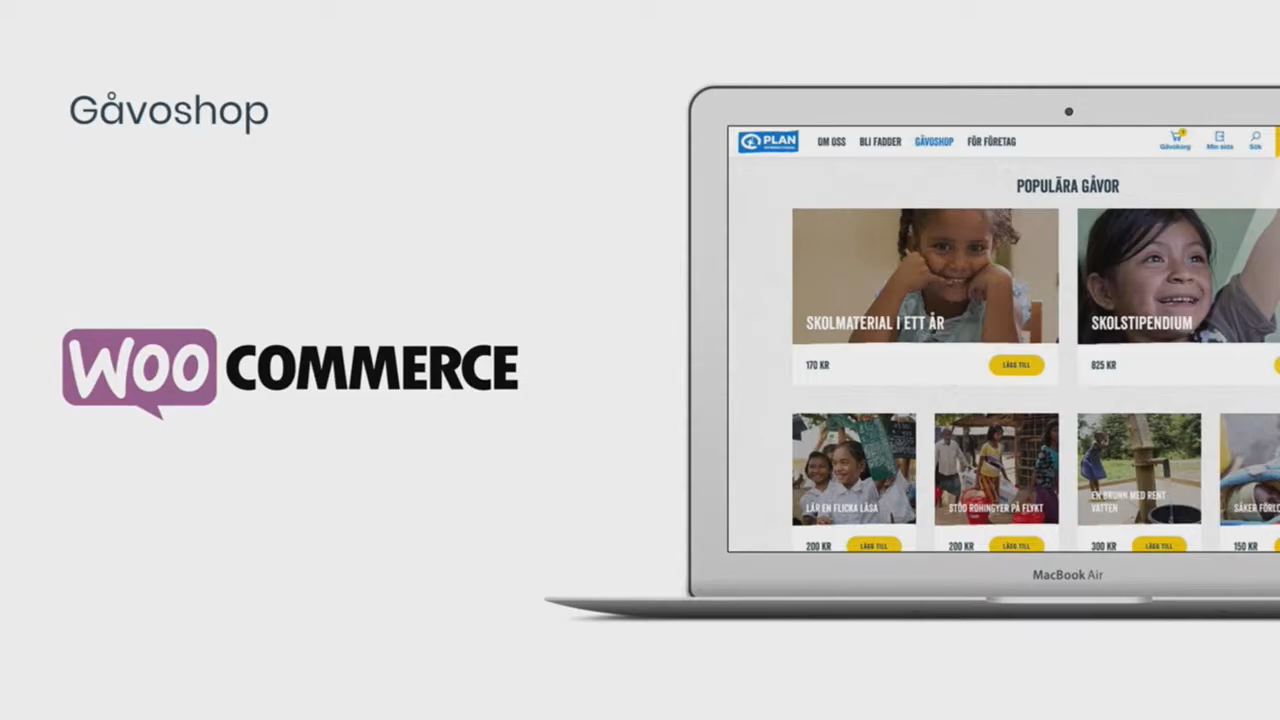 Gåvoshop
WOO COMMERCE
PLAN
OM OSS BLI FADDER GÅVOSHOP FÖR FÖRETAG
Gåvokorg Min sida Sök
POPULÄRA GÅVOR
SKOLMATERIAL I ETT ÅR
170 KR LÄGG TILL
SKOLSTIPENDIUM
825 KR
LÄR EN FLICKA LÄSA
200 KR LÄGG TILL
STÖD ROHINGYER PÅ FLYKT
200 KR LÄGG TILL
EN BRUNN MED RENT
VATTEN
300 KR LÄGG TILL
SÄKER FÖRLO
150 KR
MacBook Air